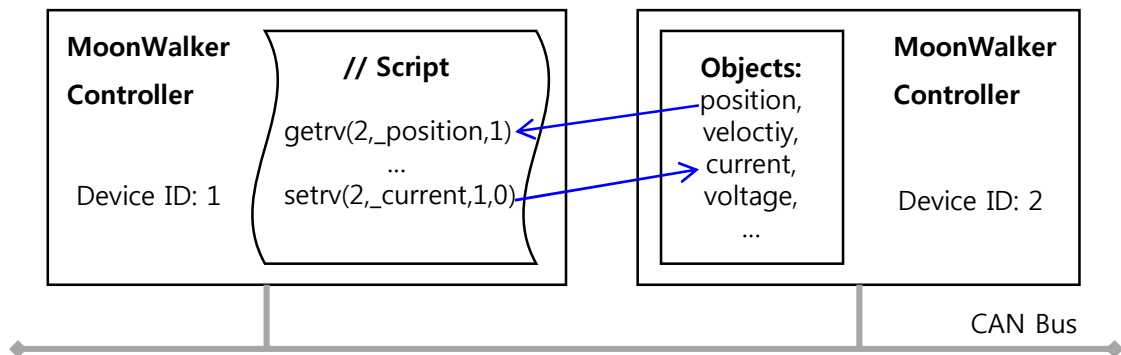 MoonWalker
Controller
Device ID: 1
// Script
getrv(2,_position,1)
...
setrv(2,_current,1,0)
Objects:
position,
veloctiy,
current,
voltage,
...
MoonWalker
Controller
Device ID: 2
CAN Bus